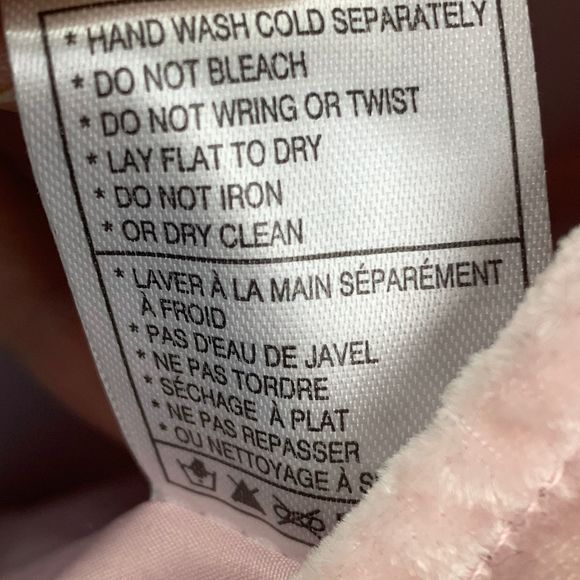 * HAND WASH COLD SEPARATELY
* DO NOT BLEACH
* DO NOT WRING OR TWIST
* LAY FLAT TO DRY
* DO NOT IRON
* OR DRY CLEAN
* LAVER À LA MAIN SÉPARÉMENT
À FROID
* PAS D'EAU DE JAVEL
* NE PAS TORDRE
* SÉCHAGE À PLAT
* NE PAS REPASSER
* OU NETTOYAGE À